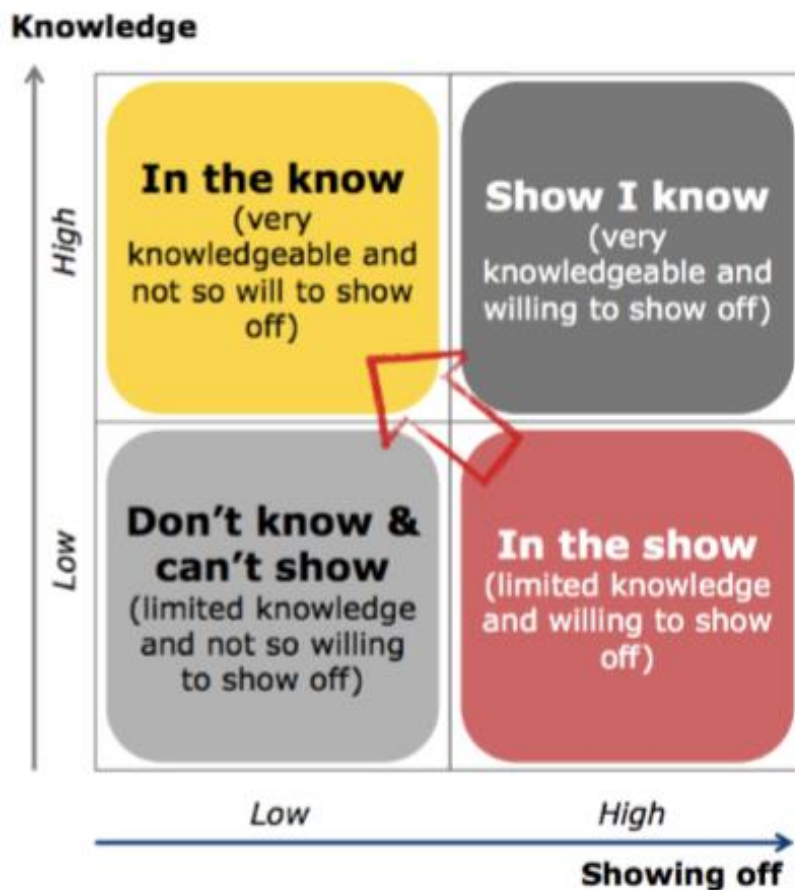 Knowledge
High
In the know
(very
knowledgeable and
not so will to show
off)
Show I know
(very
knowledgeable and
willing to show off)
Low
Don't know &
can't show
(limited knowledge
and not so willing
to show off)
In the show
(limited knowledge
and willing to show
off)
Low
High
Showing off